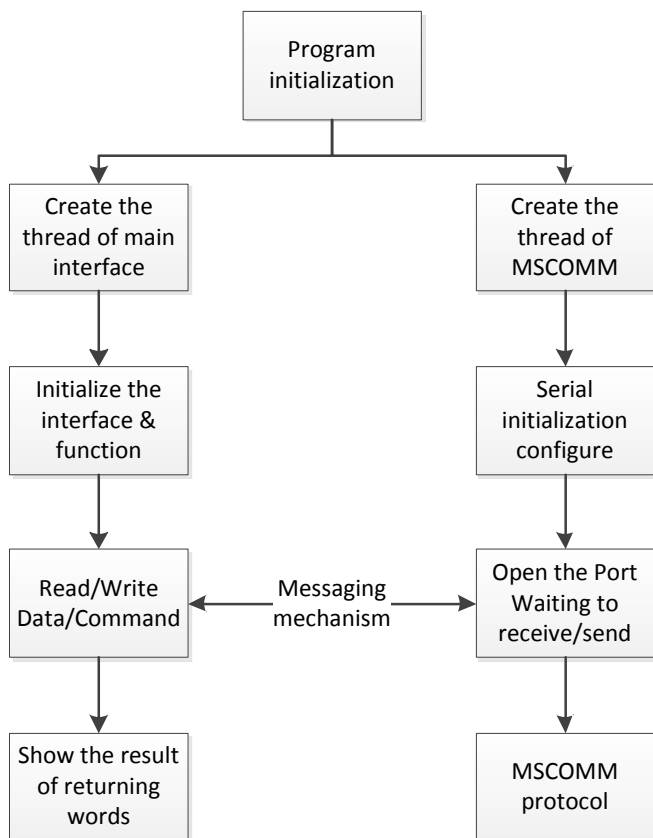 Program
initialization
Create the
thread of main
interface
Create the
thread of
MSCOMM
Initialize the
interface &
function
Serial
initialization
configure
Read/Write
Data/Command
Messaging
mechanism
Open the Port
Waiting to
receive/send
Show the result
of returning
words
MSCOMM
protocol